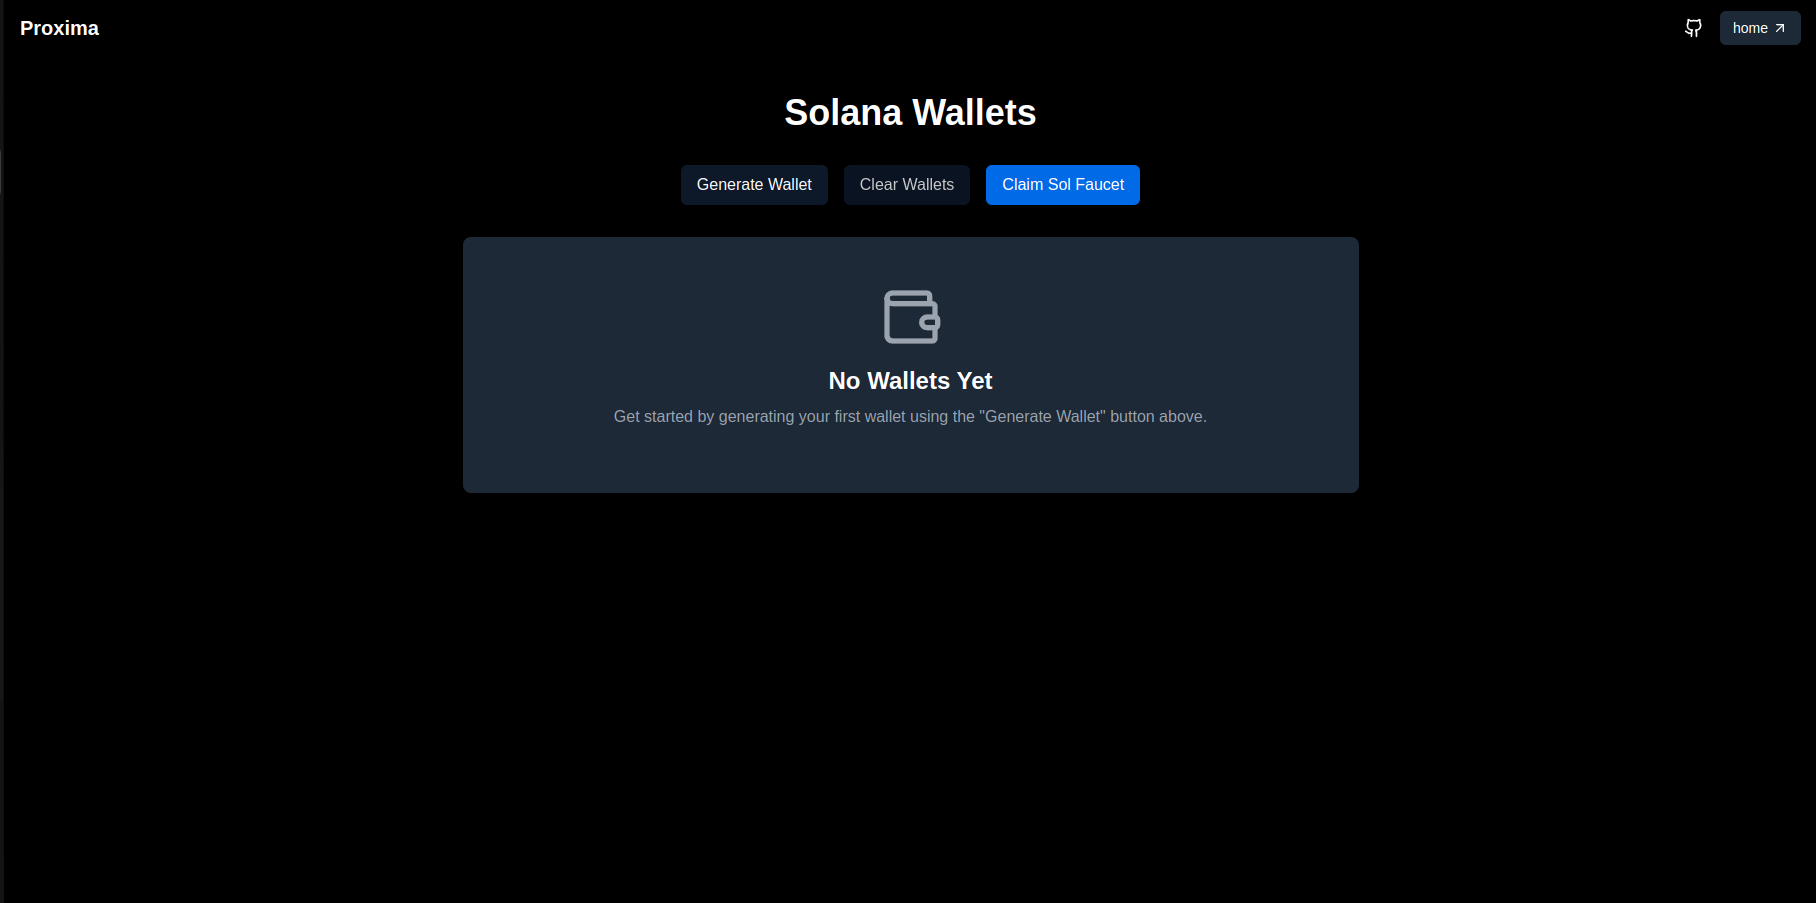 Proxima
home
Solana Wallets
Generate Wallet
Clear Wallets
Claim Sol Faucet
No Wallets Yet
Get started by generating your first wallet using the "Generate Wallet" button above.